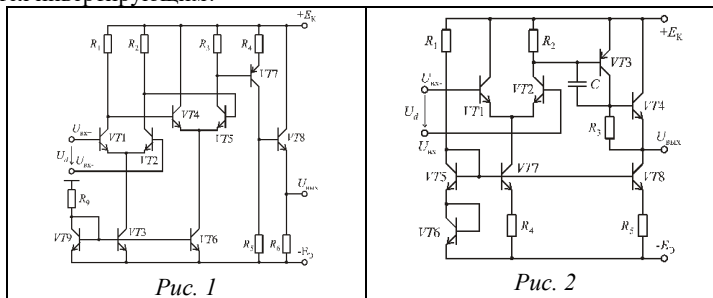 тся инвертирующим.
+E_К
R_1
R_2
R_3
R_4
VT7
VT4
VT5
VT8
U_вх+
VT1
VT2
U_d
U_вх-
R_9
U_вых
VT9
VT3
VT6
R_5
R_6
-E_Э
Рис. 1
+E_К
R_1
R_2
VT3
U_вх-
VT1
VT2
C
VT4
U_d
R_3
U_вых
VT5
VT7
VT8
VT6
R_4
R_5
-E_Э
Рис. 2